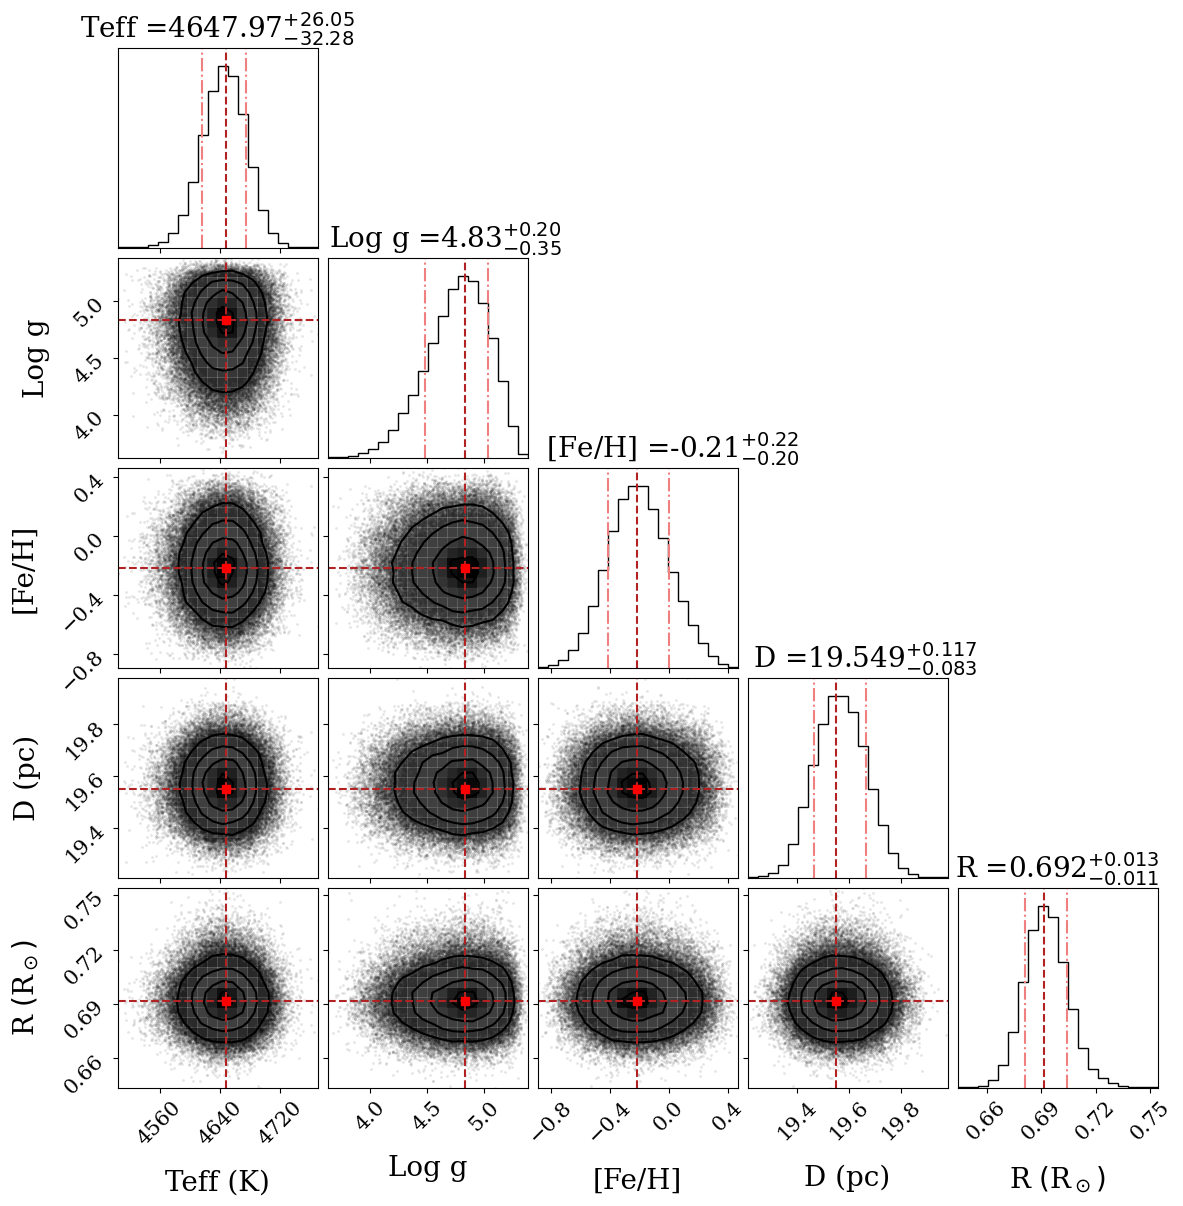 Teff =4647.97+26.05−32.28
Log g =4.83+0.20−0.35
Log g
5.0
4.5
4.0
[Fe/H] =-0.21+0.22−0.20
[Fe/H]
0.4
0.0
−0.4
−0.8
D =19.549+0.117−0.083
D (pc)
19.8
19.6
19.4
R =0.692+0.013−0.011
R (R⊙)
0.75
0.72
0.69
0.66
4560 4640 4720
4.0 4.5 5.0
−0.8 −0.4 0.0 0.4
19.4 19.6 19.8
0.66 0.69 0.72 0.75
Teff (K)
Log g
[Fe/H]
D (pc)
R (R⊙)